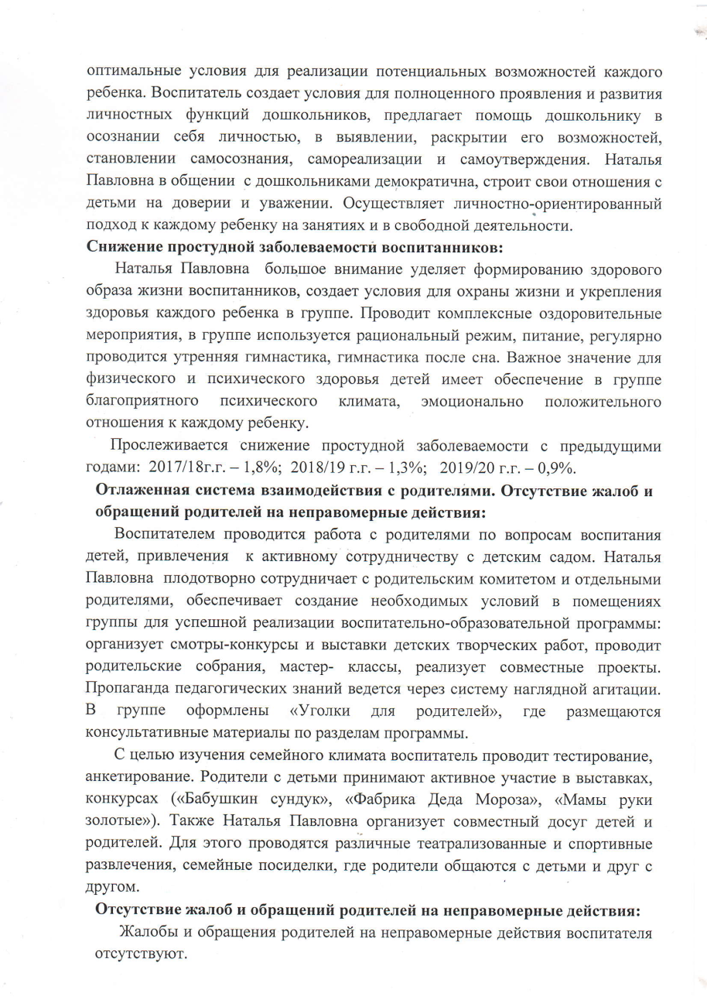 оптимальные условия для реализации потенциальных возможностей каждого
ребенка. Воспитатель создает условия для полноценного проявления и развития
личностных функций дошкольников, предлагает помощь дошкольнику в
осознании себя личностью, в выявлении, раскрытии его возможностей,
становлении самосознания, самореализации и самоутверждения. Наталья
Павловна в общении с дошкольниками демократична, строит свои отношения с
детьми на доверии и уважении. Осуществляет личностно-ориентированный
подход к каждому ребенку на занятиях и в свободной деятельности.
Снижение простудной заболеваемости воспитанников:
Наталья Павловна большое внимание уделяет формированию здорового
образа жизни воспитанников, создает условия для охраны жизни и укрепления
здоровья каждого ребенка в группе. Проводит комплексные оздоровительные
мероприятия, в группе используется рациональный режим, питание, регулярно
проводится утренняя гимнастика, гимнастика после сна. Важное значение для
физического и психического здоровья детей имеет обеспечение в группе
благоприятного психического климата, эмоционально положительного
отношения к каждому ребенку.
Прослеживается снижение простудной заболеваемости с предыдущими
годами: 2017/18г.г. – 1,8%; 2018/19 г.г. – 1,3%; 2019/20 г.г. – 0,9%.
Отлаженная система взаимодействия с родителями. Отсутствие жалоб и
обращений родителей на неправомерные действия:
Воспитателем проводится работа с родителями по вопросам воспитания
детей, привлечения к активному сотрудничеству с детским садом. Наталья
Павловна плодотворно сотрудничает с родительским комитетом и отдельными
родителями, обеспечивает создание необходимых условий в помещениях
группы для успешной реализации воспитательно-образовательной программы:
организует смотры-конкурсы и выставки детских творческих работ, проводит
родительские собрания, мастер- классы, реализует совместные проекты.
Пропаганда педагогических знаний ведется через систему наглядной агитации.
В группе оформлены «Уголки для родителей», где размещаются
консультативные материалы по разделам программы.
С целью изучения семейного климата воспитатель проводит тестирование,
анкетирование. Родители с детьми принимают активное участие в выставках,
конкурсах («Бабушкин сундук», «Фабрика Деда Мороза», «Мамы руки
золотые»). Также Наталья Павловна организует совместный досуг детей и
родителей. Для этого проводятся различные театрализованные и спортивные
развлечения, семейные посиделки, где родители общаются с детьми и друг с
другом.
Отсутствие жалоб и обращений родителей на неправомерные действия:
Жалобы и обращения родителей на неправомерные действия воспитателя
отсутствуют.